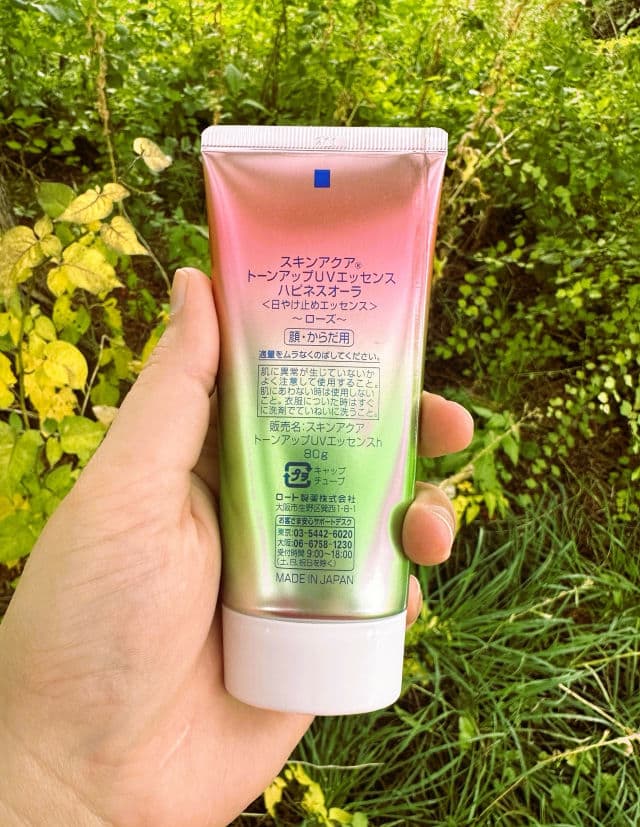 スキンアクア®
トーンアップUVエッセンス
ハピネスオーラ
<日やけ止めエッセンス>
～ローズ～
顔・からだ用
適量をムラなくのばしてください。
肌に異常が生じていないか
よく注意して使用すること。
肌にあわない時は使用しない
こと。衣服についた時はすぐ
に洗剤でていねいに洗うこと。
販売名:スキンアクア
トーンアップUVエッセンスh
80g
プラ
キャップ
チューブ
ロート製薬株式会社
大阪市生野区巽西1-8-1
お客さま安心サポートデスク
東京:03-5442-6020
大阪:06-6758-1230
受付時間 9:00~18:00
(土、日、祝日を除く)
MADE IN JAPAN